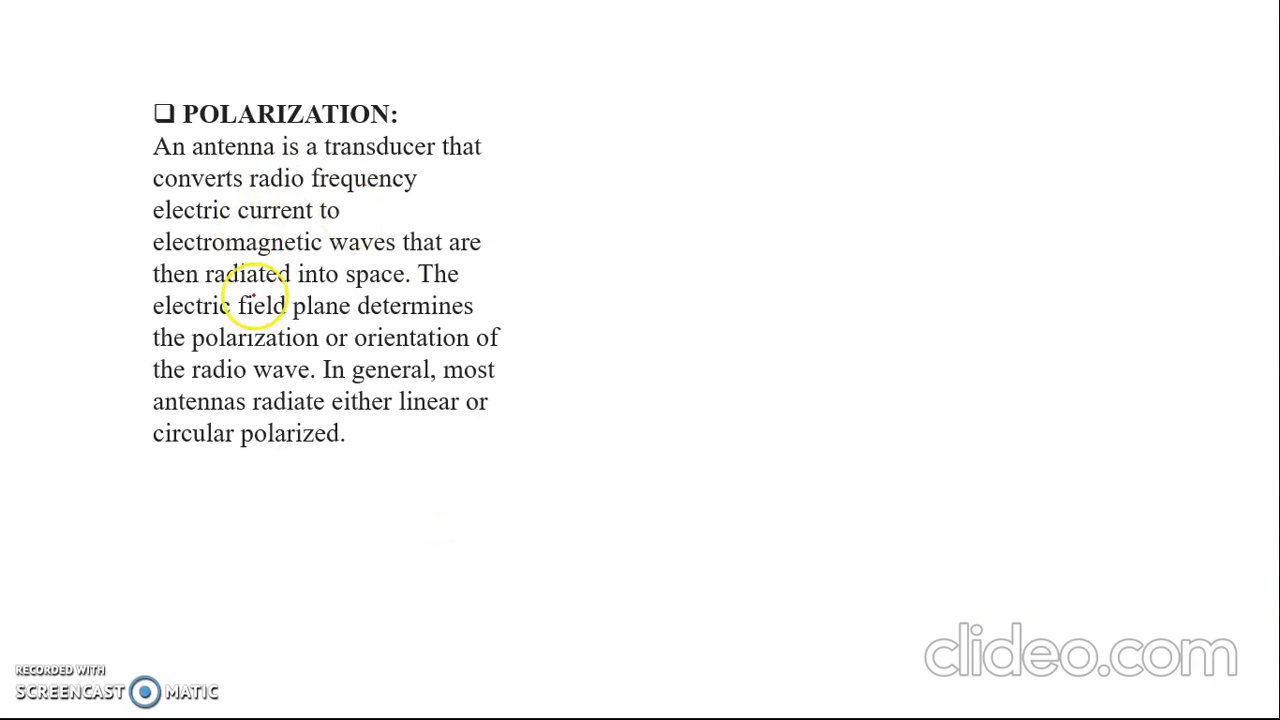 ❑ POLARIZATION:
An antenna is a transducer that
converts radio frequency
electric current to
electromagnetic waves that are
then radiated into space. The
electric field plane determines
the polarization or orientation of
the radio wave. In general, most
antennas radiate either linear or
circular polarized.
clideo.com
RECORDED WITH
SCREENCAST MATIC